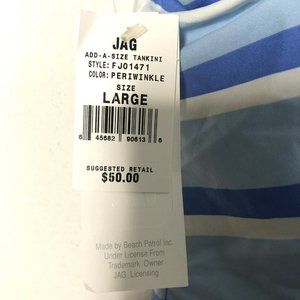 JAG
ADD-A-SIZE TANKINI
STYLE: FJ01471
COLOR: PERIWINKLE
SIZE
LARGE
6 45682 90613 6
SUGGESTED RETAIL
$50.00
Made by Beach Patrol Inc.
Under License From
Trademark Owner
JAG Licensing